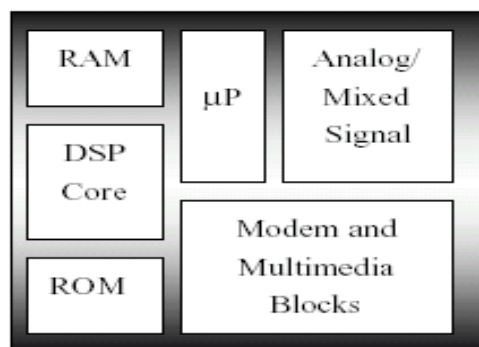 RAM
DSP
Core
ROM
μP
Analog/
Mixed
Signal
Modem and
Multimedia
Blocks